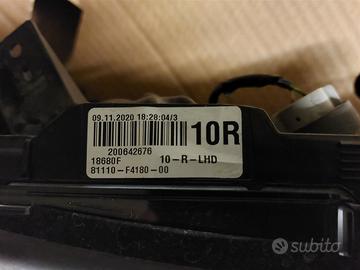 09.11.2020 18:28:04/3
10R
200642676
18680F 10-R-LHD
81110-F4180-00
subito